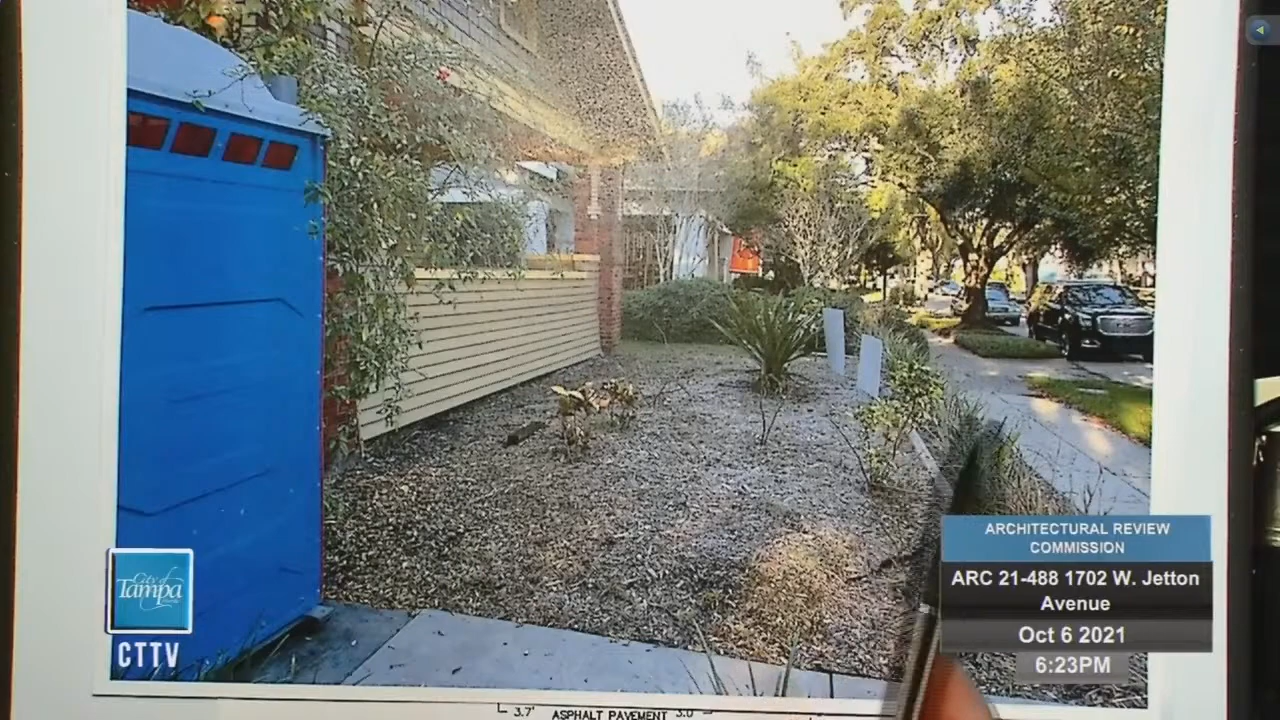 ARCHITECTURAL REVIEW
COMMISSION
ARC 21-488 1702 W. Jetton
Avenue
Oct 6 2021
6:23PM
City of
Tampa
CTTV
3.7' ASPHALT PAVEMENT 3.0'